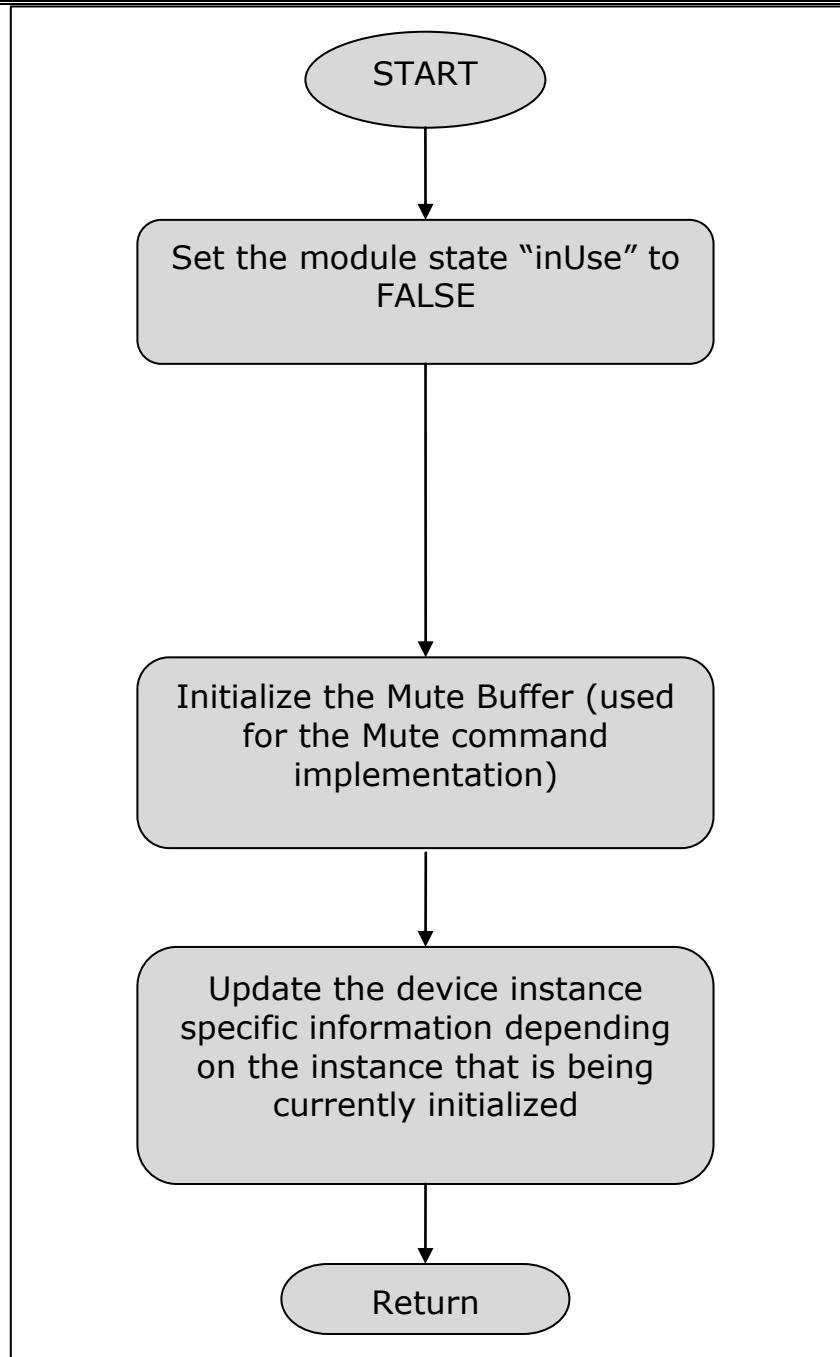 START
Set the module state “inUse” to
FALSE
Initialize the Mute Buffer (used
for the Mute command
implementation)
Update the device instance
specific information depending
on the instance that is being
currently initialized
Return